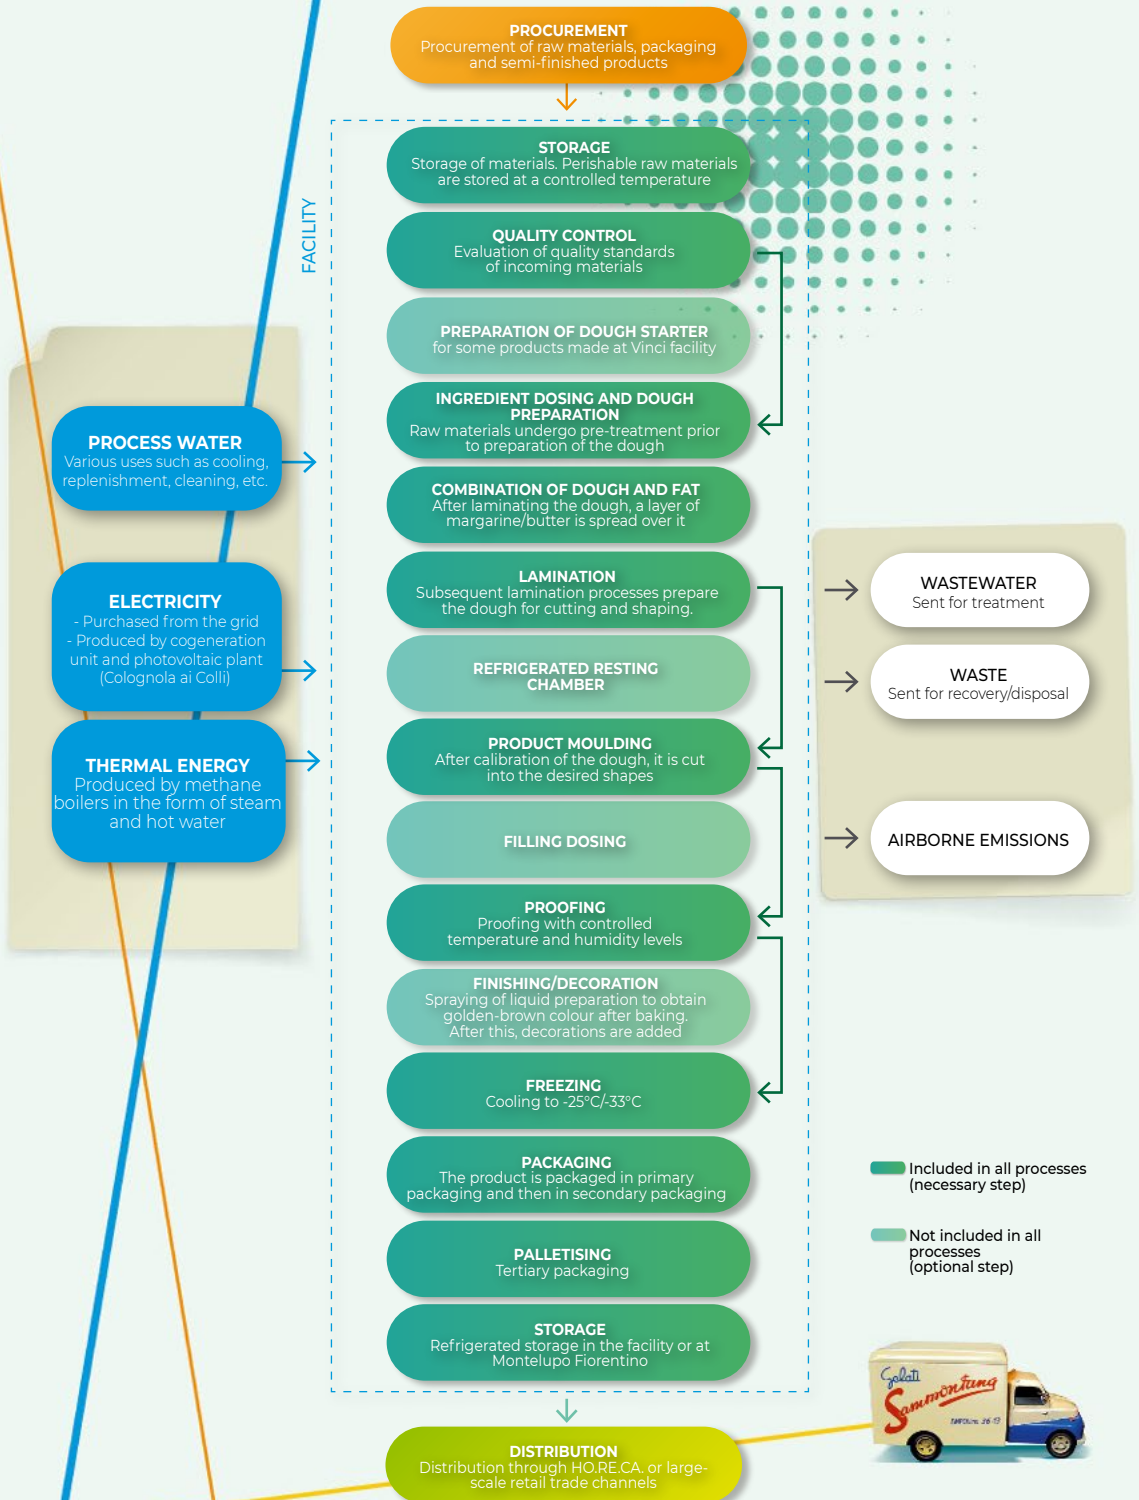 PROCUREMENT
Procurement of raw materials, packaging
and semi-finished products
FACILITY
STORAGE
Storage of materials. Perishable raw materials
are stored at a controlled temperature
QUALITY CONTROL
Evaluation of quality standards
of incoming materials
PREPARATION OF DOUGH STARTER
for some products made at Vinci facility
INGREDIENT DOSING AND DOUGH
PREPARATION
Raw materials undergo pre-treatment prior
to preparation of the dough
COMBINATION OF DOUGH AND FAT
After laminating the dough, a layer of
margarine/butter is spread over it
LAMINATION
Subsequent lamination processes prepare
the dough for cutting and shaping.
REFRIGERATED RESTING
CHAMBER
PRODUCT MOULDING
After calibration of the dough, it is cut
into the desired shapes
FILLING DOSING
PROOFING
Proofing with controlled
temperature and humidity levels
FINISHING/DECORATION
Spraying of liquid preparation to obtain
golden-brown colour after baking.
After this, decorations are added
FREEZING
Cooling to -25°C/-33°C
PACKAGING
The product is packaged in primary
packaging and then in secondary packaging
PALLETISING
Tertiary packaging
STORAGE
Refrigerated storage in the facility or at
Montelupo Fiorentino
DISTRIBUTION
Distribution through HO.RE.CA. or large-
scale retail trade channels
PROCESS WATER
Various uses such as cooling,
replenishment, cleaning, etc.
ELECTRICITY
- Purchased from the grid
- Produced by cogeneration
unit and photovoltaic plant
(Colognola ai Colli)
THERMAL ENERGY
Produced by methane
boilers in the form of steam
and hot water
WASTEWATER
Sent for treatment
WASTE
Sent for recovery/disposal
AIRBORNE EMISSIONS
Included in all processes
(necessary step)
Not included in all
processes
(optional step)
Gelati
Sammontana